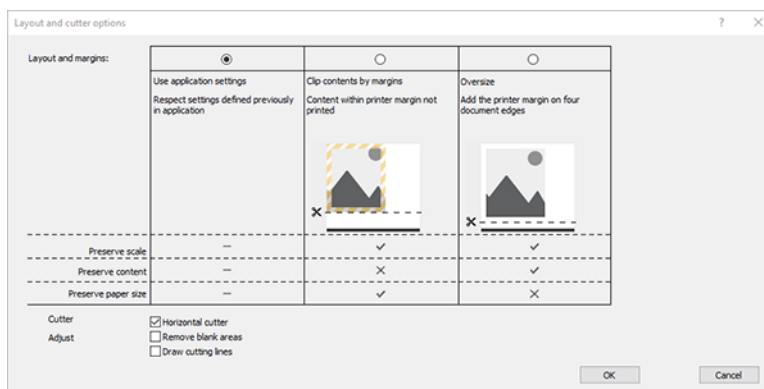 Layout and cutter options
Layout and margins:
Use application settings
Respect settings defined previously
in application
Clip contents by margins
Content within printer margin not
printed
Oversize
Add the printer margin on four
document edges
Preserve scale
Preserve content
Preserve paper size
Cutter
Horizontal cutter
Adjust
Remove blank areas
Draw cutting lines
OK
Cancel